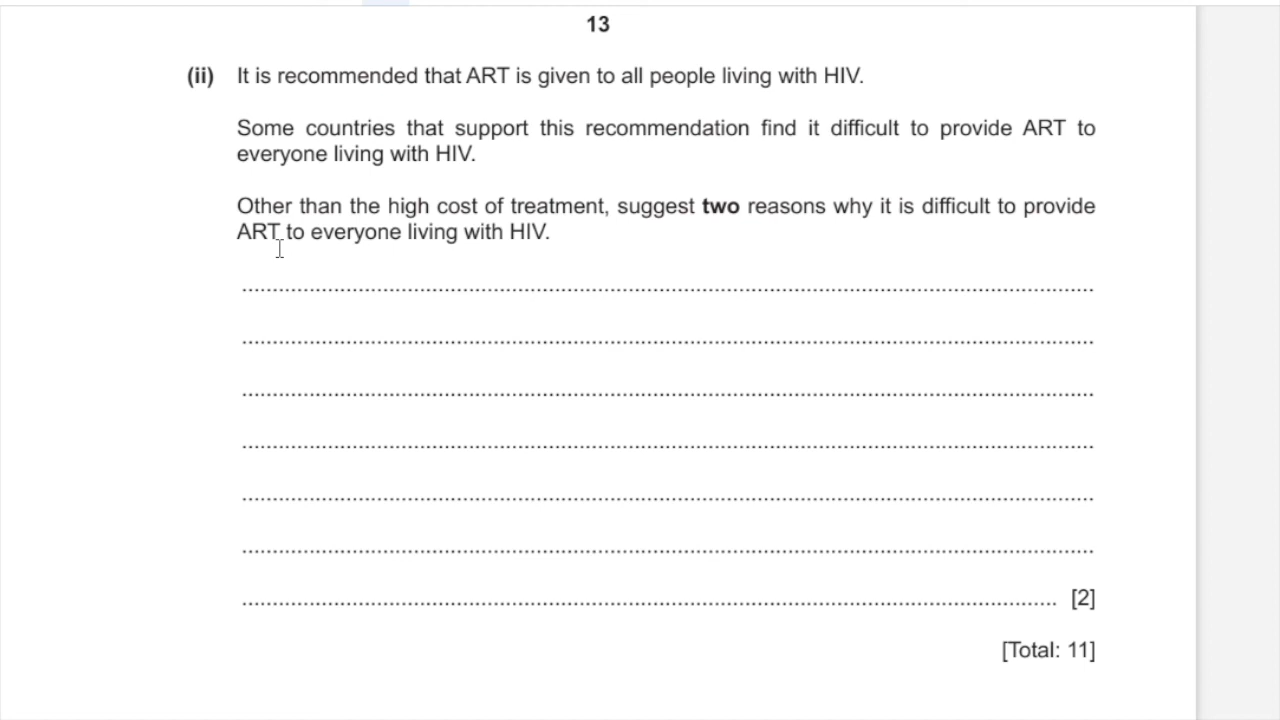 13
(ii) It is recommended that ART is given to all people living with HIV.
Some countries that support this recommendation find it difficult to provide ART to
everyone living with HIV.
Other than the high cost of treatment, suggest two reasons why it is difficult to provide
ART to everyone living with HIV.
..........................................................................................................................................
..........................................................................................................................................
..........................................................................................................................................
..........................................................................................................................................
..........................................................................................................................................
..........................................................................................................................................
.................................................................................................................................... [2]
[Total: 11]